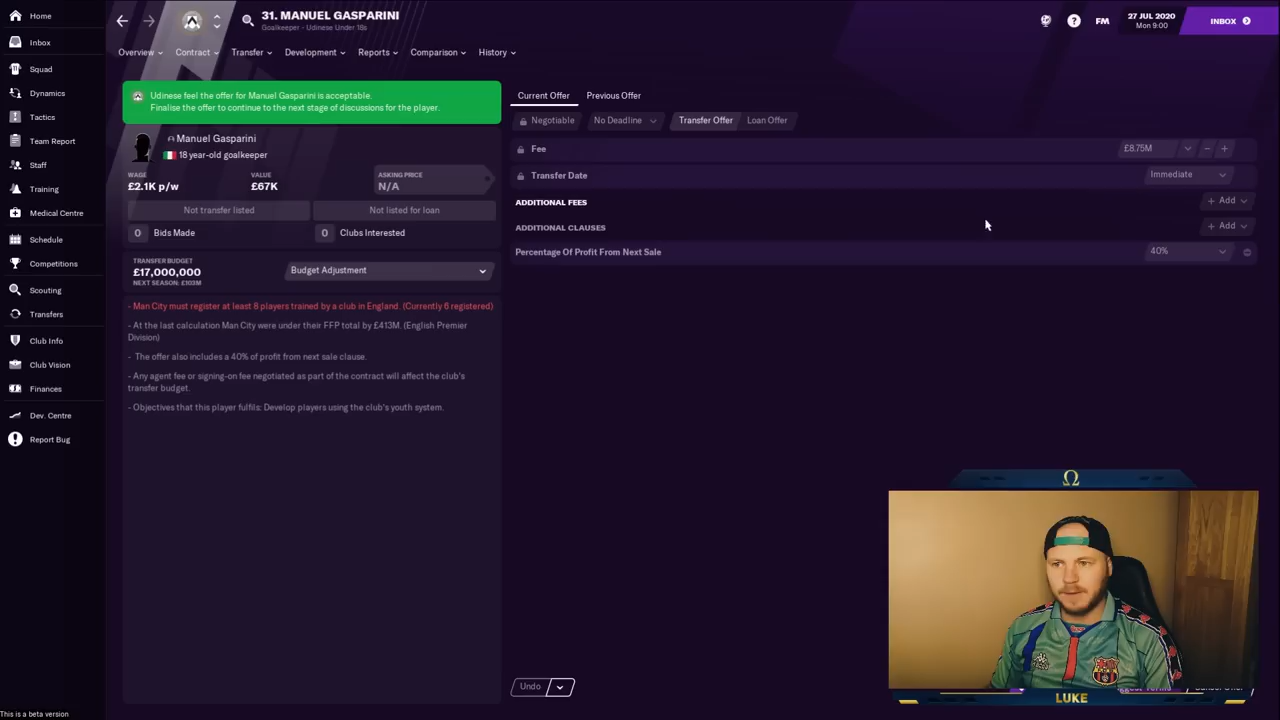 Home
Inbox
Squad
Dynamics
Tactics
Team Report
Staff
Training
Medical Centre
Schedule
Competitions
Scouting
Transfers
Club Info
Club Vision
Finances
Dev. Centre
Report Bug
This is a beta version
31. MANUEL GASPARINI
Goalkeeper - Udinese Under 18s
FM
27 JUL 2020
Mon 9:00
INBOX
Overview
Contract
Transfer
Development
Reports
Comparison
History
Udinese feel the offer for Manuel Gasparini is acceptable.
Finalise the offer to continue to the next stage of discussions for the player.
Manuel Gasparini
18 year-old goalkeeper
WAGE
£2.1K p/w
VALUE
£67K
ASKING PRICE
N/A
Not transfer listed
Not listed for loan
0 Bids Made
0 Clubs Interested
TRANSFER BUDGET
£17,000,000
NEXT SEASON: £103M
Budget Adjustment
- Man City must register at least 8 players trained by a club in England. (Currently 6 registered)
- At the last calculation Man City were under their FFP total by £413M. (English Premier
Division)
- The offer also includes a 40% of profit from next sale clause.
- Any agent fee or signing-on fee negotiated as part of the contract will affect the club's
transfer budget.
- Objectives that this player fulfils: Develop players using the club's youth system.
Current Offer
Previous Offer
Negotiable
No Deadline
Transfer Offer
Loan Offer
Fee
£8.75M
Transfer Date
Immediate
ADDITIONAL FEES
+ Add
ADDITIONAL CLAUSES
+ Add
Percentage Of Profit From Next Sale
40%
Undo
Ω
LUKE